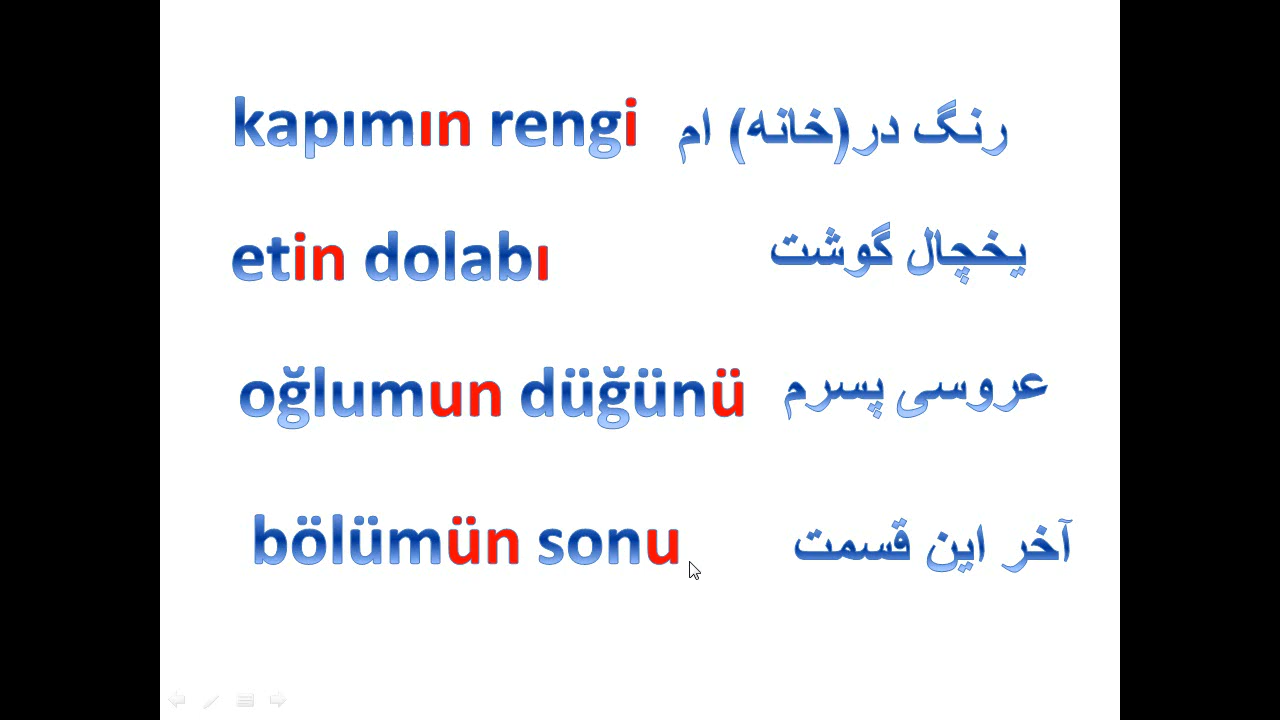 kapımın rengi رنگ در(خانه) ام
etin dolabı یخچال گوشت
oğlumun düğünü عروسی پسرم
bölümün sonu آخر این قسمت